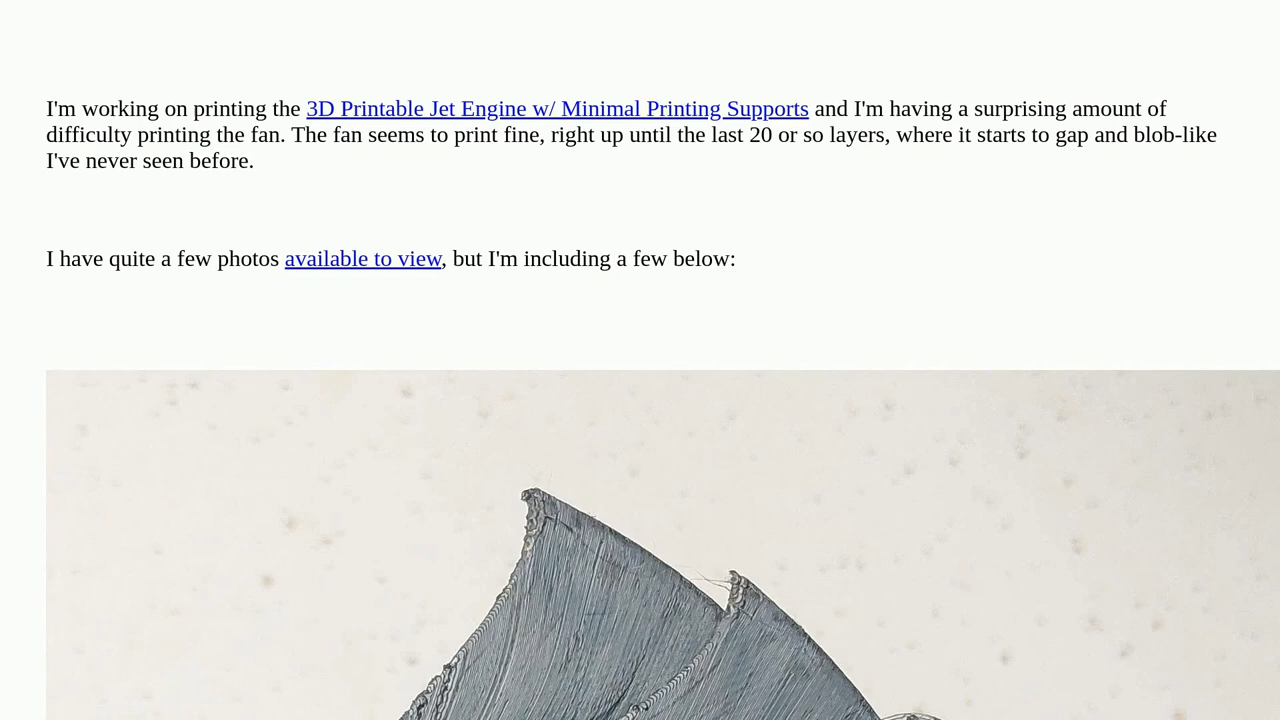 I'm working on printing the 3D Printable Jet Engine w/ Minimal Printing Supports and I'm having a surprising amount of
difficulty printing the fan. The fan seems to print fine, right up until the last 20 or so layers, where it starts to gap and blob-like
I've never seen before.
I have quite a few photos available to view, but I'm including a few below: